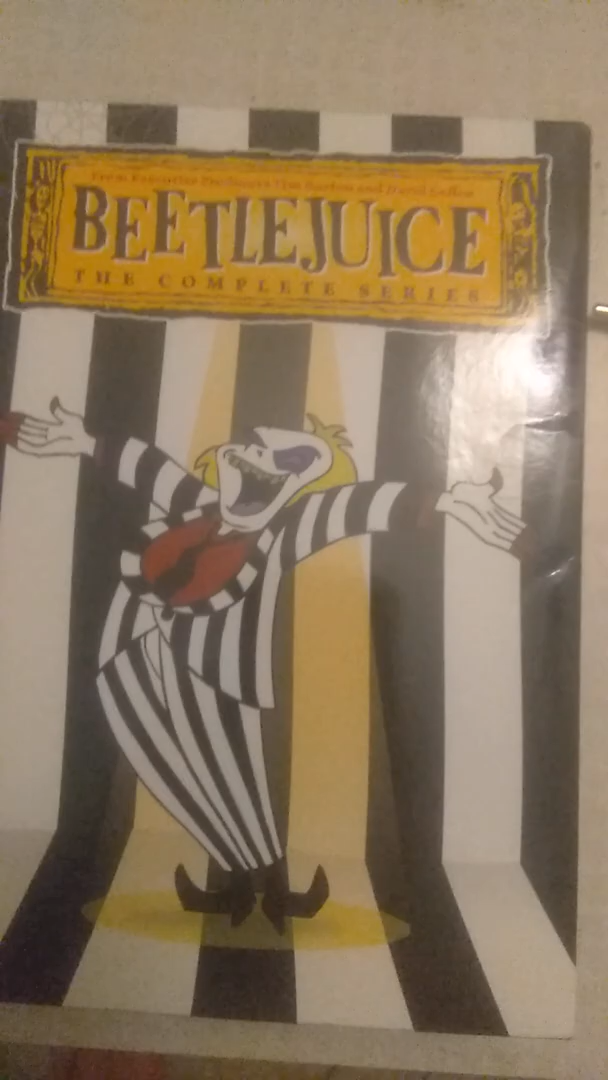 From Executive Producers Tim Burton and David Geffen
BEETLEJUICE
THE COMPLETE SERIES